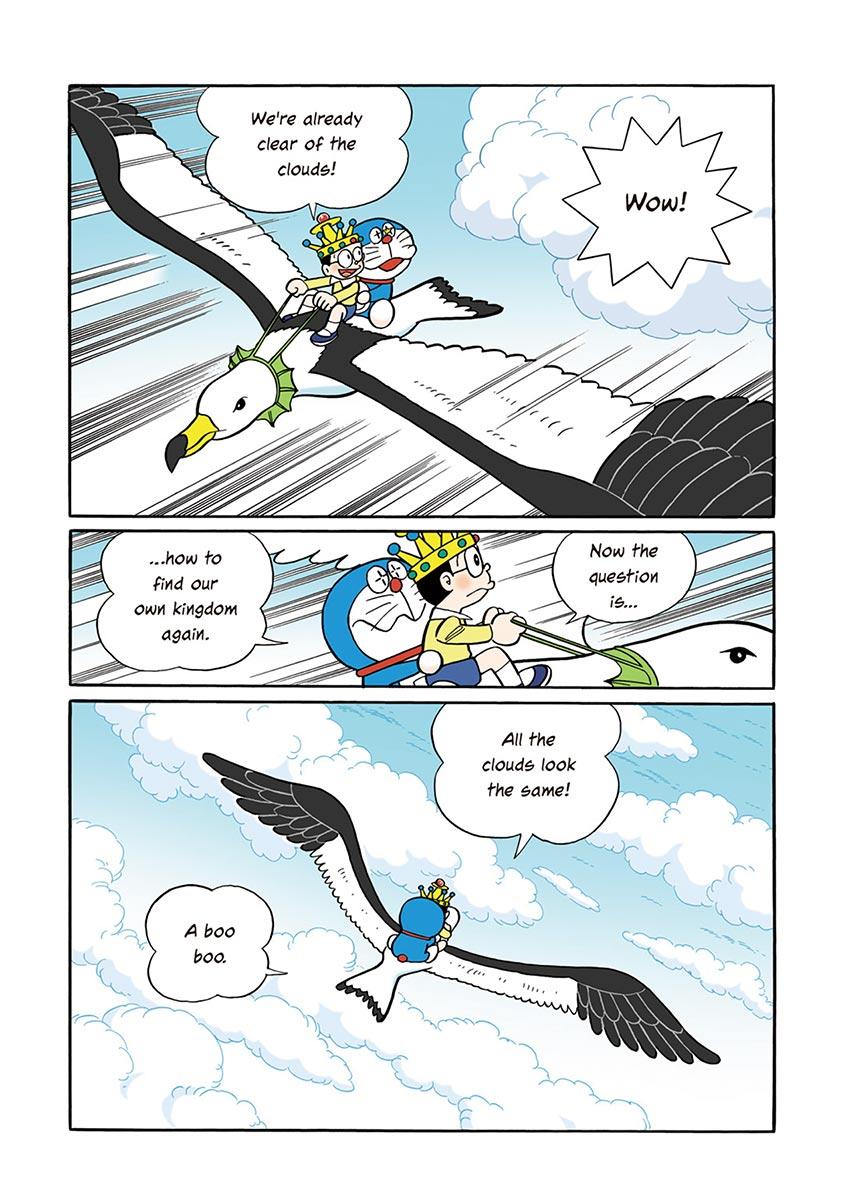 Wow!
We're already
clear of the
clouds!
Now the
question
is...
...how to
find our
own kingdom
again.
All the
clouds look
the same!
A boo
boo.